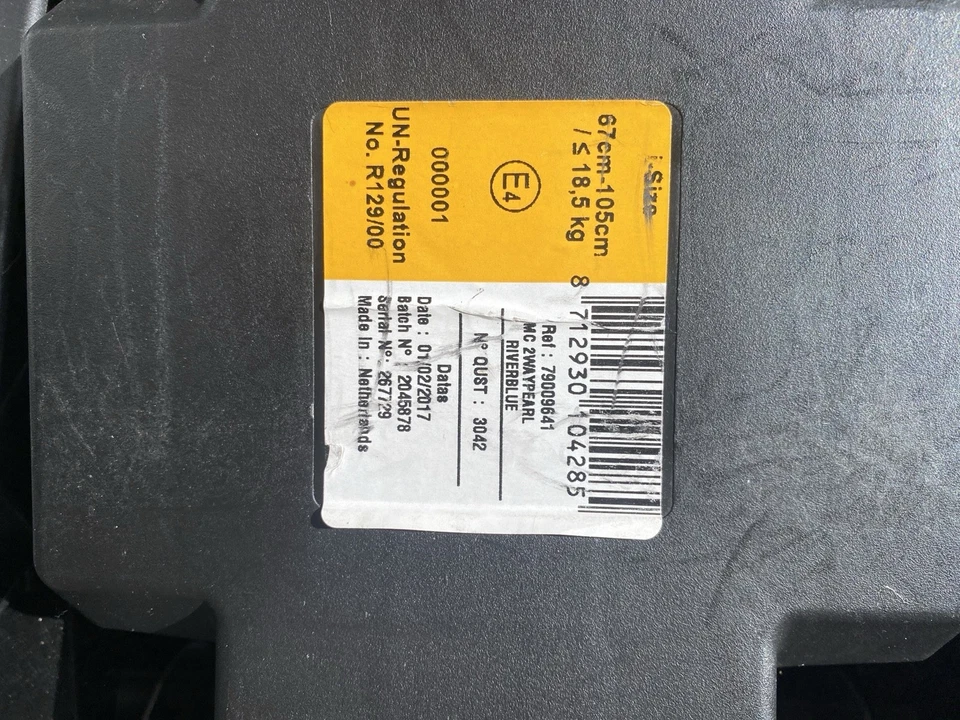 i-Size
67cm-105cm
/ ≤ 18,5 kg
E4
000001
UN-Regulation
No. R129/00
8 712930 104285
Ref : 79009641
MC 2WAYPEARL
RIVERBLUE
N° QUST : 3042
Datas
Date : 01/02/2017
Batch N° : 2045878
Serial N° : 267729
Made In : Netherlands